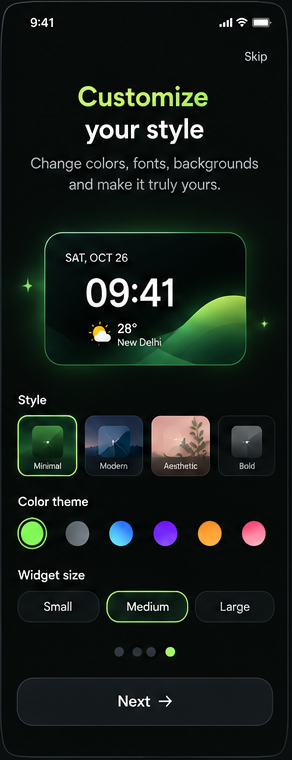 9:41
Skip
Customize
your style
Change colors, fonts, backgrounds
and make it truly yours.
SAT, OCT 26
09:41
28°
New Delhi
Style
Minimal
Modern
Aesthetic
Bold
Color theme
Widget size
Small
Medium
Large
Next →